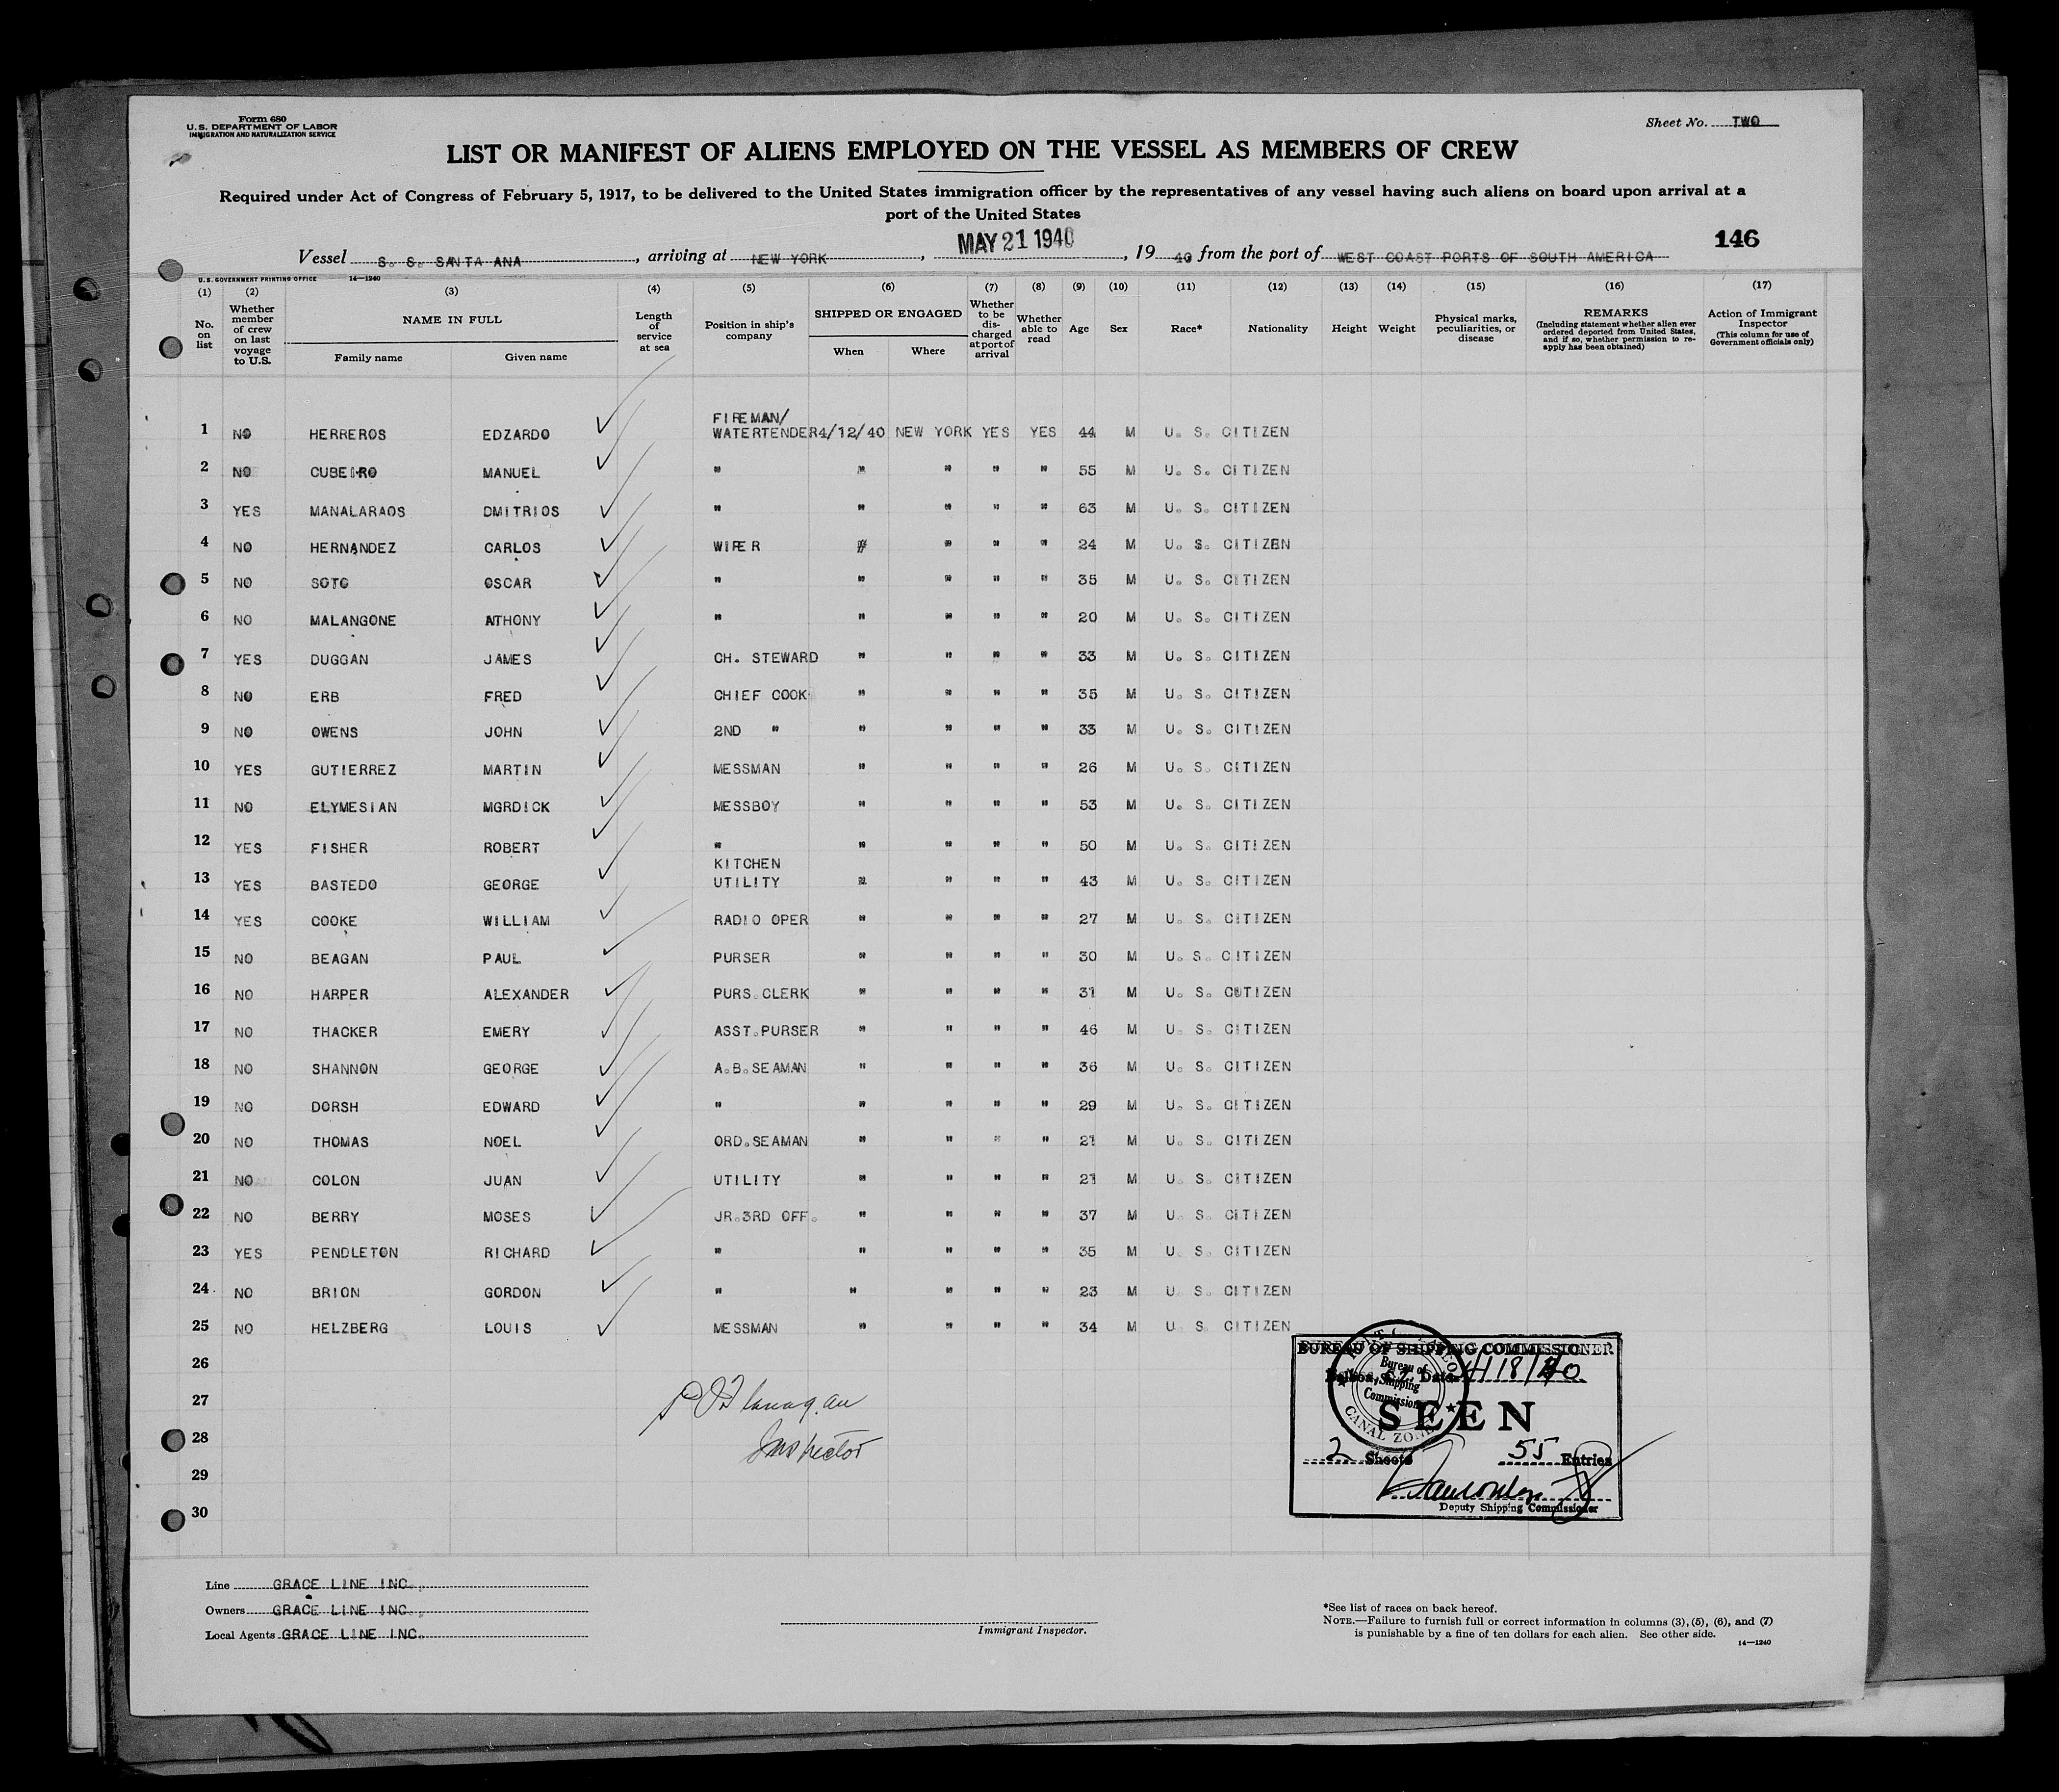 Form 680
U. S. DEPARTMENT OF LABOR
IMMIGRATION AND NATURALIZATION SERVICE
Sheet No. TWO
LIST OR MANIFEST OF ALIENS EMPLOYED ON THE VESSEL AS MEMBERS OF CREW
Required under Act of Congress of February 5, 1917, to be delivered to the United States immigration officer by the representatives of any vessel having such aliens on board upon arrival at a
port of the United States
Vessel S. S. SANTA ANA, arriving at NEW YORK, MAY 21 1940, 19 40 from the port of WEST COAST PORTS OF SOUTH AMERICA
146
U.S. GOVERNMENT PRINTING OFFICE 14—1240
(1) (2) (3) (4) (5) (6) (7) (8) (9) (10) (11) (12) (13) (14) (15) (16) (17)
No. on list
Whether member of crew on last voyage to U.S.
NAME IN FULL
Family name Given name
Length of service at sea
Position in ship's company
SHIPPED OR ENGAGED
When Where
Whether to be discharged at port of arrival
Whether able to read
Age
Sex
Race*
Nationality
Height
Weight
Physical marks, peculiarities, or disease
REMARKS
(Including statement whether alien ever ordered deported from United States, and if so, whether permission to re-apply has been obtained)
Action of Immigrant Inspector
(This column for use of Government officials only)
FIREMAN/
1 NO HERREROS EDZARDO WATERTENDER 4/12/40 NEW YORK YES YES 44 M U. S. CITIZEN
2 NO CUBEIRO MANUEL " " " " " 55 M U. S. CITIZEN
3 YES MANALARAOS DMITRIOS " " " " " 63 M U. S. CITIZEN
4 NO HERNANDEZ CARLOS WIPER " " " " 24 M U. S. CITIZEN
5 NO SOTO OSCAR " " " " " 35 M U. S. CITIZEN
6 NO MALANGONE ATHONY " " " " " 20 M U. S. CITIZEN
7 YES DUGGAN JAMES CH. STEWARD " " " " 33 M U. S. CITIZEN
8 NO ERB FRED CHIEF COOK " " " " 35 M U. S. CITIZEN
9 NO OWENS JOHN 2ND " " " " " 33 M U. S. CITIZEN
10 YES GUTIERREZ MARTIN MESSMAN " " " " 26 M U. S. CITIZEN
11 NO ELYMESIAN MGRDICK MESSBOY " " " " 53 M U. S. CITIZEN
12 YES FISHER ROBERT " " " " " 50 M U. S. CITIZEN
KITCHEN
13 YES BASTEDO GEORGE UTILITY " " " " 43 M U. S. CITIZEN
14 YES COOKE WILLIAM RADIO OPER " " " " 27 M U. S. CITIZEN
15 NO BEAGAN PAUL PURSER " " " " 30 M U. S. CITIZEN
16 NO HARPER ALEXANDER PURS.CLERK " " " " 31 M U. S. CUTIZEN
17 NO THACKER EMERY ASST.PURSER " " " " 46 M U. S. CITIZEN
18 NO SHANNON GEORGE A.B.SEAMAN " " " " 36 M U. S. CITIZEN
19 NO DORSH EDWARD " " " " " 29 M U. S. CITIZEN
20 NO THOMAS NOEL ORD.SEAMAN " " " " 21 M U. S. CITIZEN
21 NO COLON JUAN UTILITY " " " " 21 M U. S. CITIZEN
22 NO BERRY MOSES JR.3RD OFF. " " " " 37 M U. S. CITIZEN
23 YES PENDLETON RICHARD " " " " " 35 M U. S. CITIZEN
24 NO BRION GORDON " " " " " 23 M U. S. CITIZEN
25 NO HELZBERG LOUIS MESSMAN " " " " 34 M U S CITIZEN
26
27
28
29
30
Flanagan
Inspector
BUREAU OF SHIPPING COMMISSIONER
Balboa, C.Z. Date 4/18/40
Bureau of
Shipping
Commissioner
CANAL ZONE
SEEN
2 Sheets 55 Entries
Deputy Shipping Commissioner
Line GRACE LINE INC.
Owners GRACE LINE INC.
Local Agents GRACE LINE INC.
Immigrant Inspector.
*See list of races on back hereof.
NOTE.—Failure to furnish full or correct information in columns (3), (5), (6), and (7)
is punishable by a fine of ten dollars for each alien. See other side.
14—1240